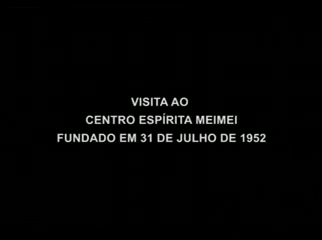 VISITA AO
CENTRO ESPÍRITA MEIMEI
FUNDADO EM 31 DE JULHO DE 1952